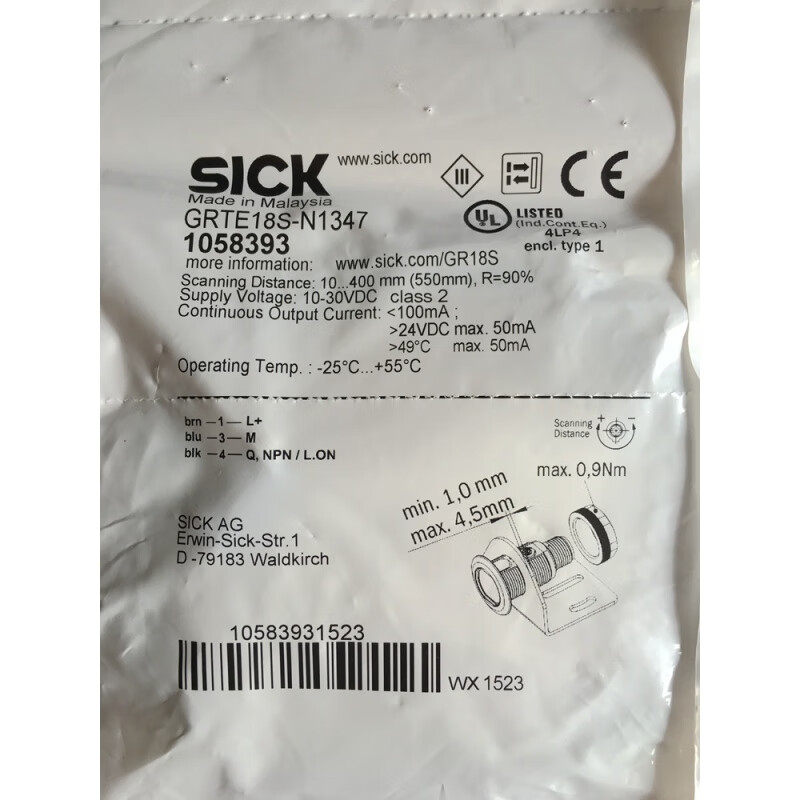 SICK www.sick.com
III
CE
Made in Malaysia
GRTE18S-N1347
1058393
UL LISTED
(Ind.Cont.Eq.)
4LP4
encl. type 1
more information: www.sick.com/GR18S
Scanning Distance: 10...400 mm (550mm), R=90%
Supply Voltage: 10-30VDC class 2
Continuous Output Current: <100mA ;
>24VDC max. 50mA
>49°C max. 50mA
Operating Temp. : -25°C...+55°C
brn -1- L+
blu -3- M
blk -4- Q, NPN / L.ON
Scanning
Distance
+ -
max. 0,9Nm
min. 1,0 mm
max. 4,5mm
SICK AG
Erwin-Sick-Str.1
D -79183 Waldkirch
10583931523
WX 1523